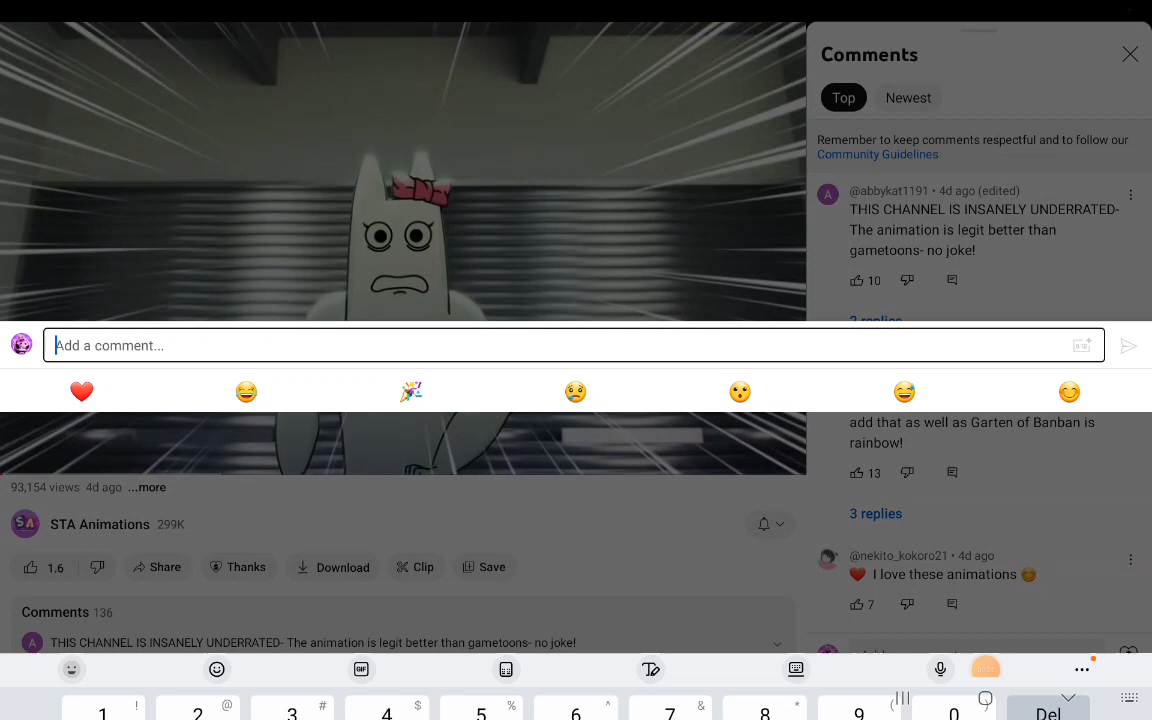 Comments
Top
Newest
Remember to keep comments respectful and to follow our
Community Guidelines
A
@abbykat1191 • 4d ago (edited)
THIS CHANNEL IS INSANELY UNDERRATED-
The animation is legit better than
gametoons- no joke!
10
2 replies
Add a comment...
add that as well as Garten of Banban is
rainbow!
13
3 replies
@nekito_kokoro21 • 4d ago
❤️ I love these animations 😊
7
93,154 views 4d ago ...more
SA STA Animations 299K
1.6 Share Thanks Download Clip Save
Comments 136
A THIS CHANNEL IS INSANELY UNDERRATED- The animation is legit better than gametoons- no joke!
GIF
1 ! 2 @ 3 # 4 $ 5 % 6 ^ 7 & 8 * 9 ( 0 ) Del